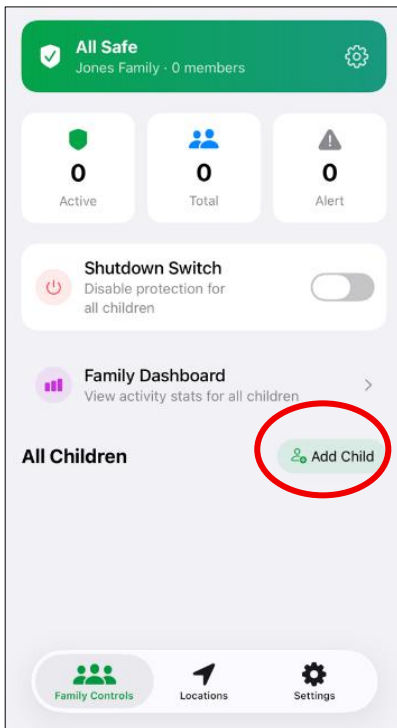 All Safe
Jones Family · 0 members
0
Active
0
Total
0
Alert
Shutdown Switch
Disable protection for
all children
Family Dashboard
View activity stats for all children
All Children
Add Child
Family Controls
Locations
Settings